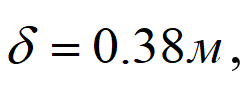 δ = 0.38м,